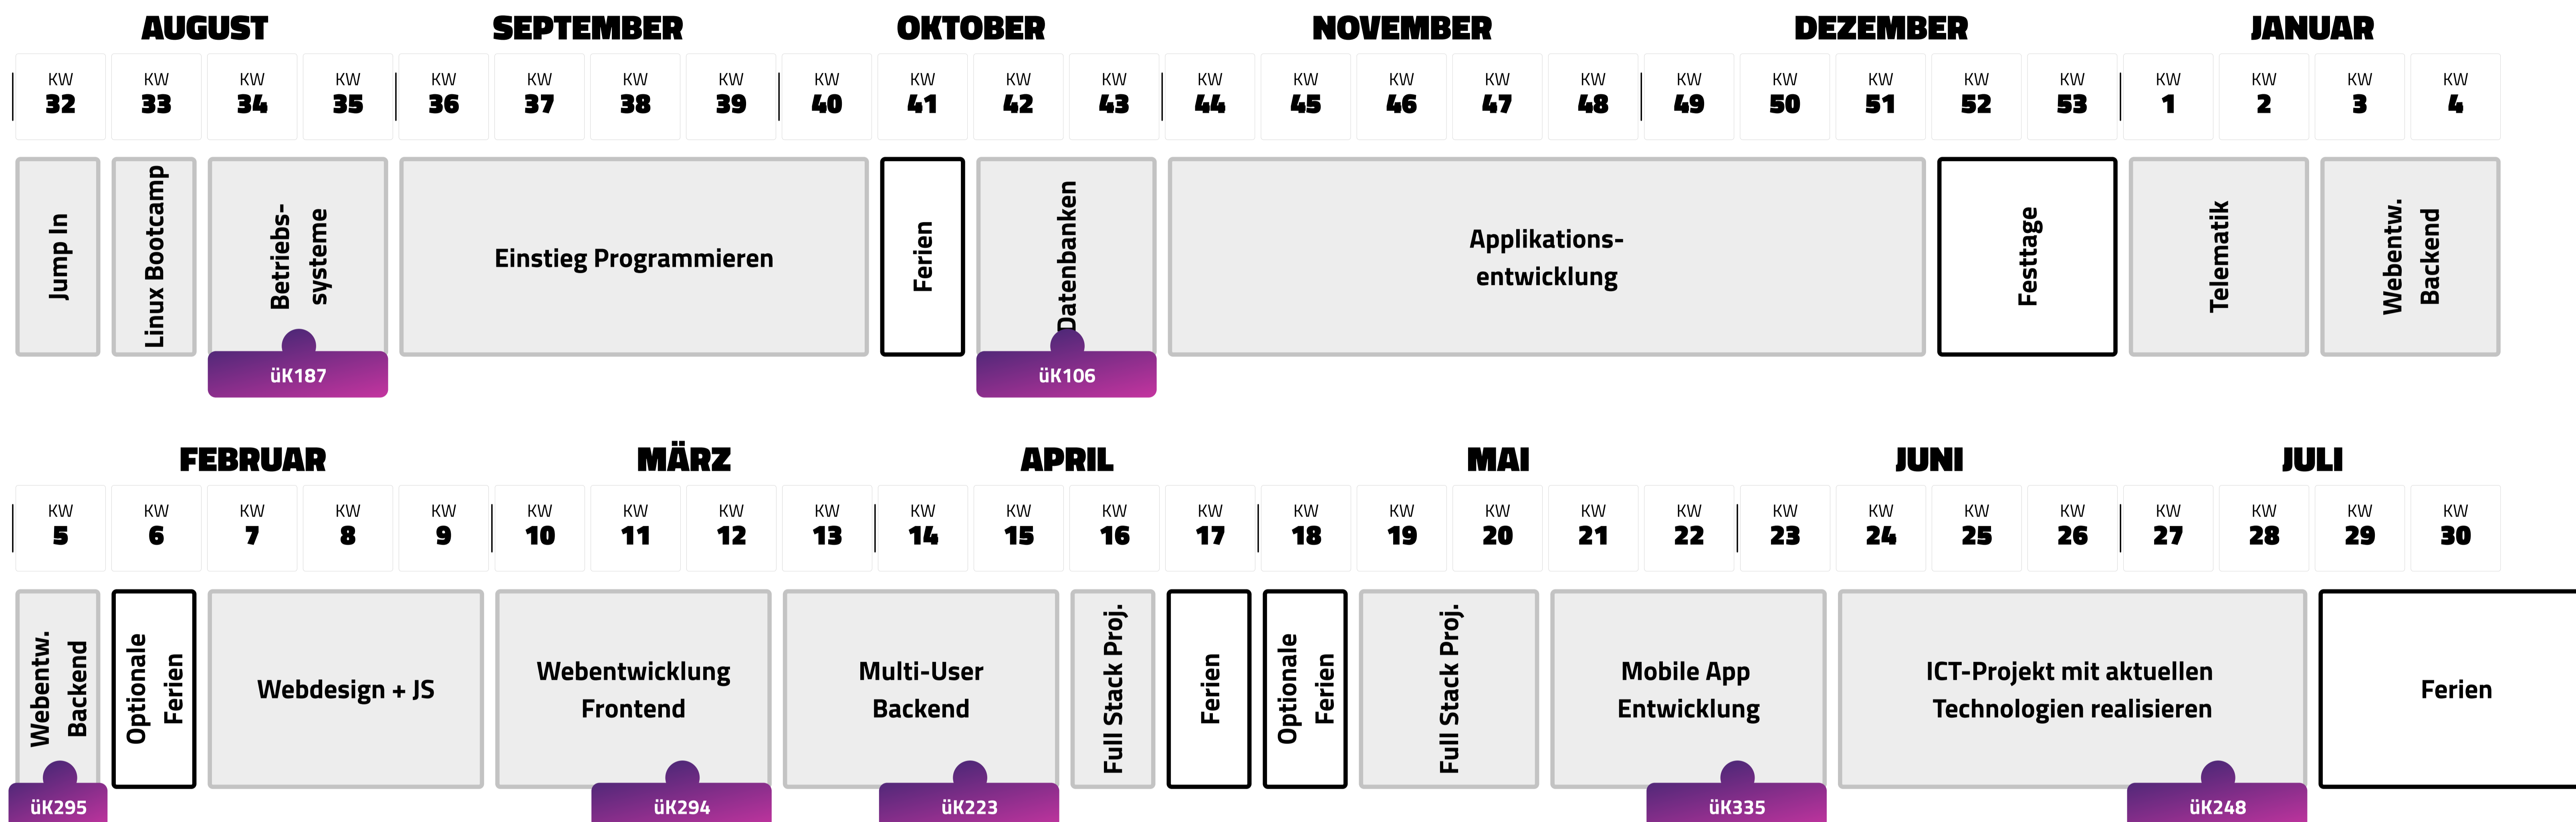 AUGUST SEPTEMBER OKTOBER NOVEMBER DEZEMBER JANUAR
KW KW KW KW KW KW KW KW KW KW KW KW KW KW KW KW KW KW KW KW KW KW KW KW KW KW
32 33 34 35 36 37 38 39 40 41 42 43 44 45 46 47 48 49 50 51 52 53 1 2 3 4
Jump In
Linux Bootcamp
Betriebs-
systeme
Einstieg Programmieren
Ferien
Datenbanken
Applikations-
entwicklung
Festtage
Telematik
Webentw.
Backend
üK187
üK106
FEBRUAR MÄRZ APRIL MAI JUNI JULI
KW KW KW KW KW KW KW KW KW KW KW KW KW KW KW KW KW KW KW KW KW KW KW KW KW KW
5 6 7 8 9 10 11 12 13 14 15 16 17 18 19 20 21 22 23 24 25 26 27 28 29 30
Webentw.
Backend
Optionale
Ferien
Webdesign + JS
Webentwicklung
Frontend
Multi-User
Backend
Full Stack Proj.
Ferien
Optionale
Ferien
Full Stack Proj.
Mobile App
Entwicklung
ICT-Projekt mit aktuellen
Technologien realisieren
Ferien
üK295
üK294
üK223
üK335
üK248